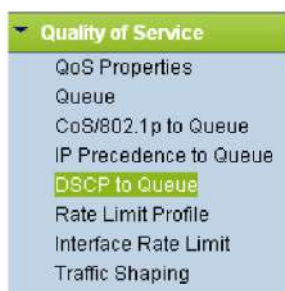 Quality of Service
QoS Properties
Queue
CoS/802.1p to Queue
IP Precedence to Queue
DSCP to Queue
Rate Limit Profile
Interface Rate Limit
Traffic Shaping